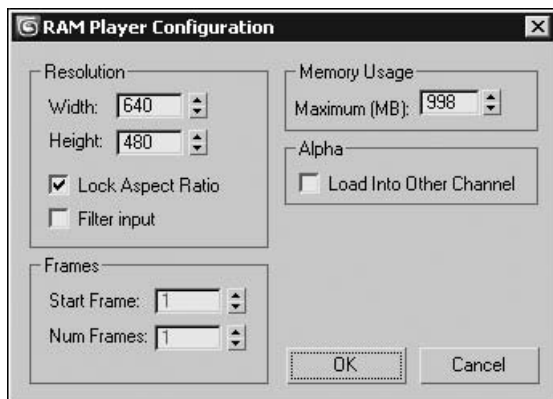 RAM Player Configuration
Resolution
Width: 640
Height: 480
Lock Aspect Ratio
Filter input
Frames
Start Frame: 1
Num Frames: 1
Memory Usage
Maximum (MB): 998
Alpha
Load Into Other Channel
OK
Cancel